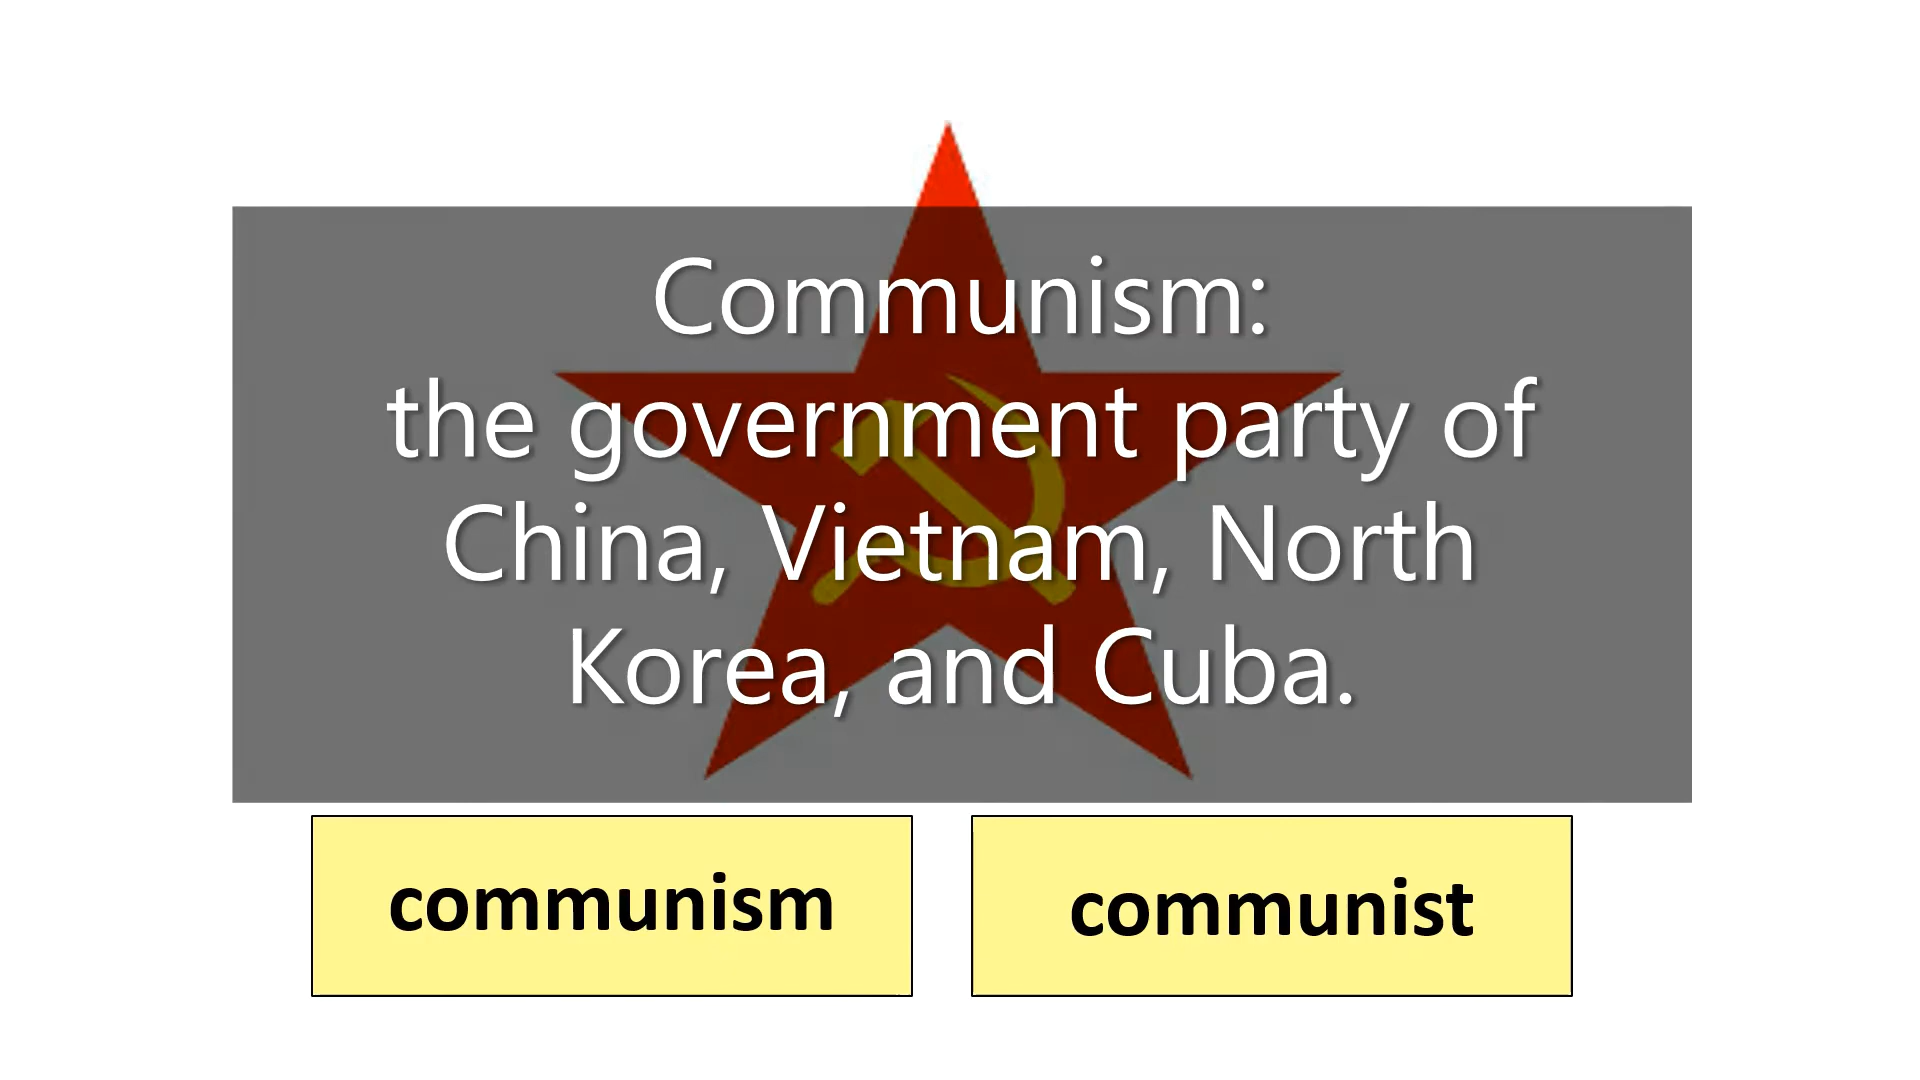 Communism:
the government party of
China, Vietnam, North
Korea, and Cuba.
communism
communist